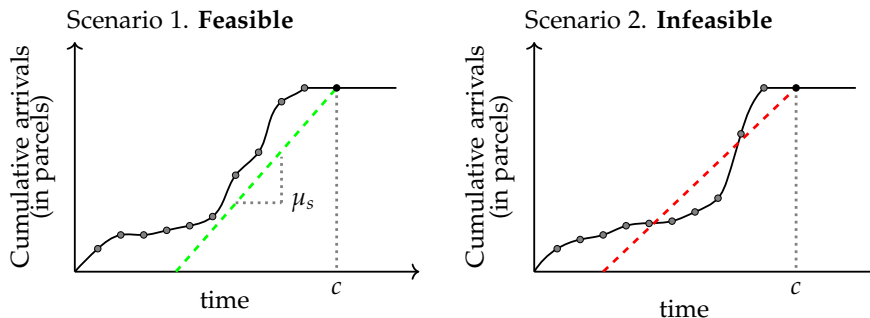 Scenario 1. Feasible
Cumulative arrivals
(in parcels)
μₛ
c
time
Scenario 2. Infeasible
Cumulative arrivals
(in parcels)
c
time